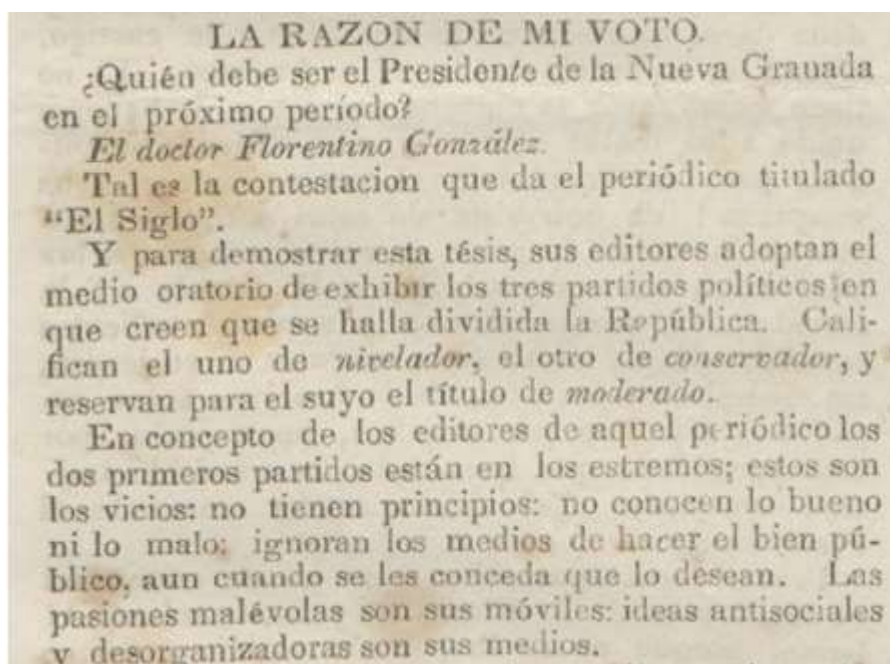 LA RAZON DE MI VOTO.
¿Quién debe ser el Presidente de la Nueva Granada
en el próximo período?
El doctor Florentino González.
Tal es la contestacion que da el periódico titulado
“El Siglo”.
Y para demostrar esta tésis, sus editores adoptan el
medio oratorio de exhibir los tres partidos políticos en
que creen que se halla dividida la República. Cali-
fican el uno de nivelador, el otro de conservador, y
reservan para el suyo el título de moderado.
En concepto de los editores de aquel periódico los
dos primeros partidos están en los estremos; estos son
los vicios: no tienen principios: no conocen lo bueno
ni lo malo; ignoran los medios de hacer el bien pú-
blico, aun cuando se les conceda que lo desean. Las
pasiones malévolas son sus móviles: ideas antisociales
y desorganizadoras son sus medios.